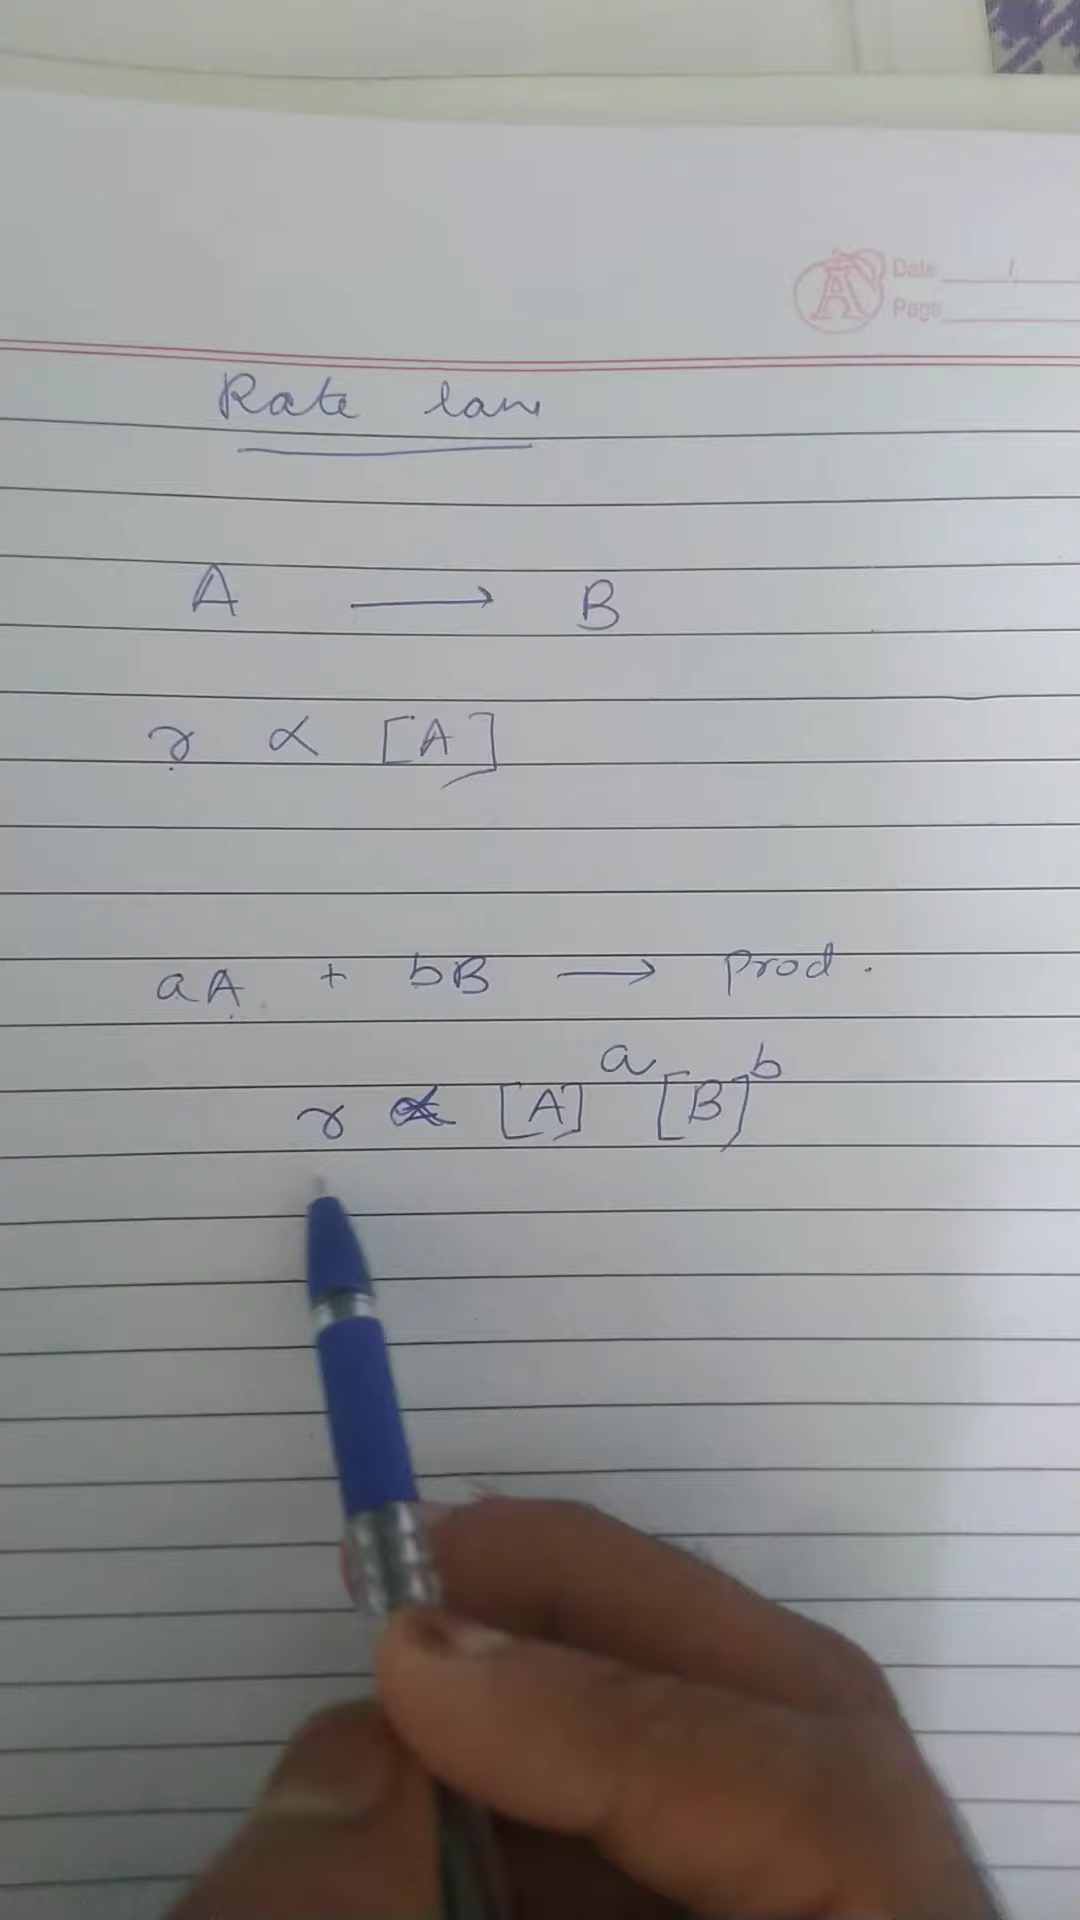 Date /
Page
Rate law
A ⟶ B
r ∝ [A]
aA + bB ⟶ Prod.
r ∝ [A]ᵃ [B]ᵇ